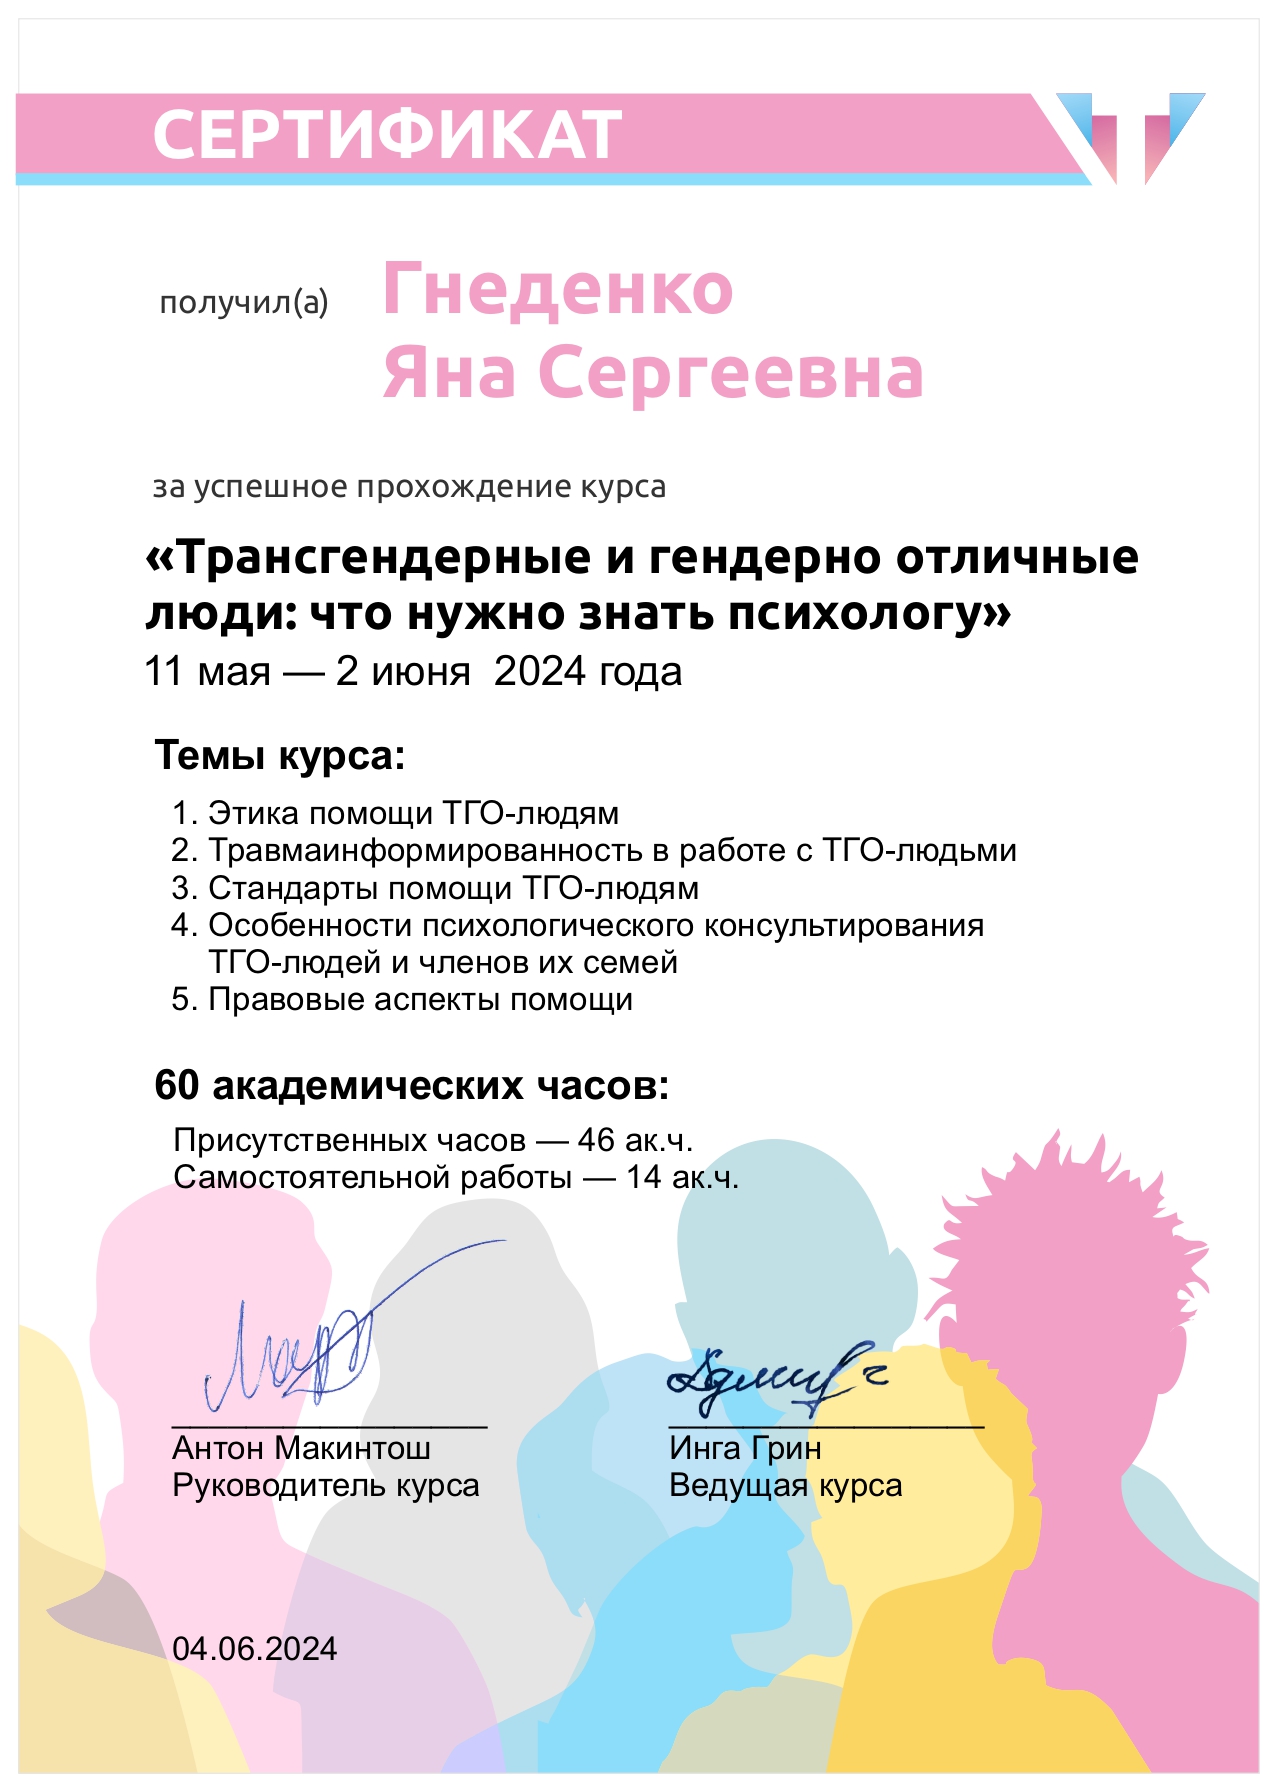 СЕРТИФИКАТ
получил(а)
Гнеденко
Яна Сергеевна
за успешное прохождение курса
«Трансгендерные и гендерно отличные
люди: что нужно знать психологу»
11 мая — 2 июня 2024 года
Темы курса:
1. Этика помощи ТГО-людям
2. Травмаинформированность в работе с ТГО-людьми
3. Стандарты помощи ТГО-людям
4. Особенности психологического консультирования
ТГО-людей и членов их семей
5. Правовые аспекты помощи
60 академических часов:
Присутственных часов — 46 ак.ч.
Самостоятельной работы — 14 ак.ч.
Антон Макинтош
Руководитель курса
Инга Грин
Ведущая курса
04.06.2024